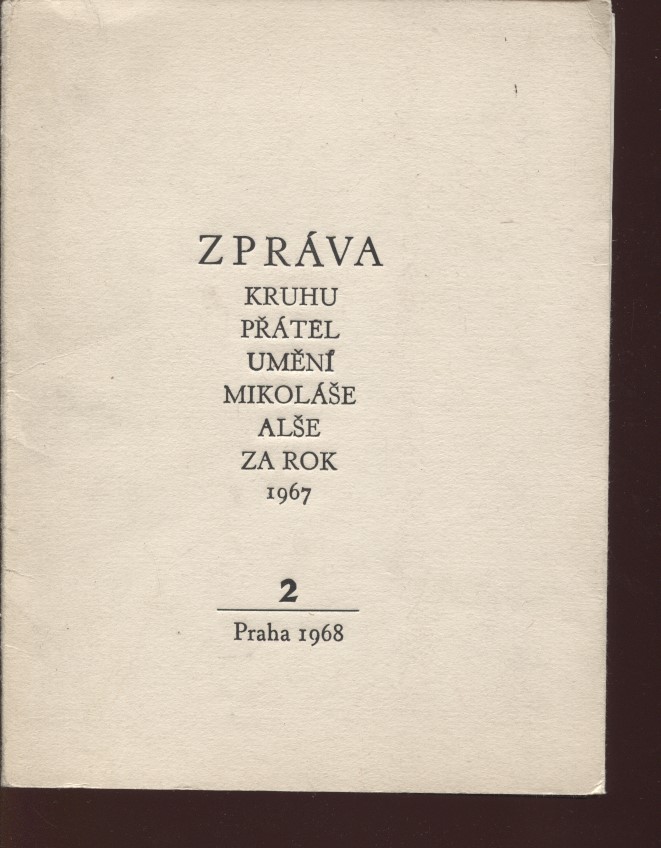 ZPRÁVA
KRUHU
PŘÁTEL
UMĚNÍ
MIKOLÁŠE
ALŠE
ZA ROK
1967
2
Praha 1968